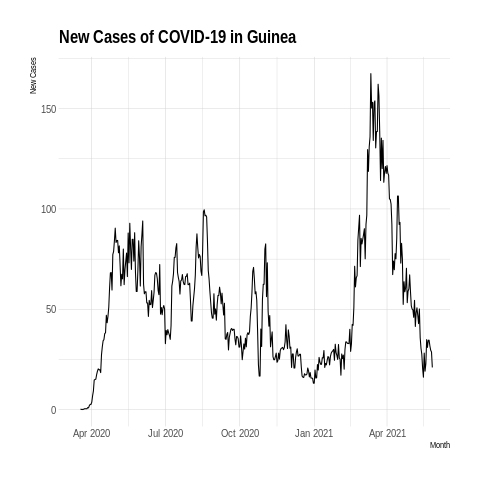 New Cases of COVID-19 in Guinea
New Cases
150
100
50
0
Apr 2020
Jul 2020
Oct 2020
Jan 2021
Apr 2021
Month